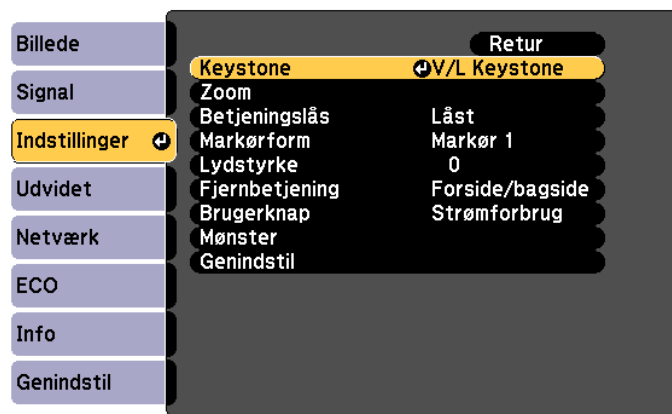 Billede
Signal
Indstillinger
Udvidet
Netværk
ECO
Info
Genindstil
Retur
Keystone V/L Keystone
Zoom
Betjeningslås Låst
Markørform Markør 1
Lydstyrke 0
Fjernbetjening Forside/bagside
Brugerknap Strømforbrug
Mønster
Genindstil